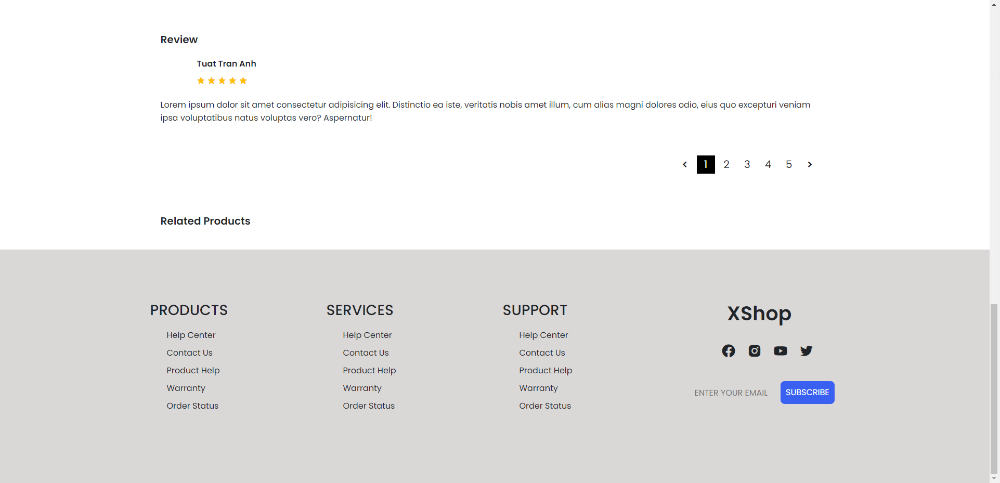 Review
Tuat Tran Anh
Lorem ipsum dolor sit amet consectetur adipisicing elit. Distinctio ea iste, veritatis nobis amet illum, cum alias magni dolores odio, eius quo excepturi veniam
ipsa voluptatibus natus voluptas vero? Aspernatur!
1 2 3 4 5
Related Products
PRODUCTS
Help Center
Contact Us
Product Help
Warranty
Order Status
SERVICES
Help Center
Contact Us
Product Help
Warranty
Order Status
SUPPORT
Help Center
Contact Us
Product Help
Warranty
Order Status
XShop
ENTER YOUR EMAIL SUBSCRIBE